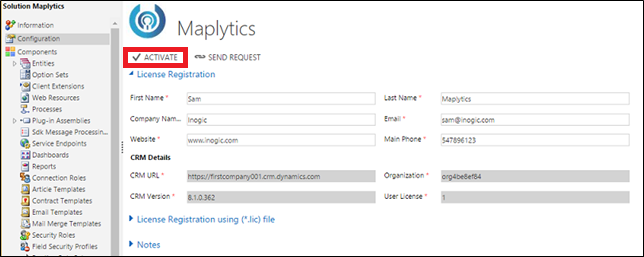 Solution Maplytics
Information
Configuration
Components
Entities
Option Sets
Client Extensions
Web Resources
Processes
Plug-in Assemblies
Sdk Message Processin...
Service Endpoints
Dashboards
Reports
Connection Roles
Article Templates
Contract Templates
Email Templates
Mail Merge Templates
Security Roles
Field Security Profiles
Maplytics
ACTIVATE SEND REQUEST
License Registration
First Name * Sam Last Name * Maplytics
Company Nam... * Inogic Email * sam@inogic.com
Website * www.inogic.com Main Phone * 547896123
CRM Details
CRM URL * https://firstcompany001.crm.dynamics.com Organization * org4be8ef84
CRM Version * 8.1.0.362 User License * 1
License Registration using (*.lic) file
Notes